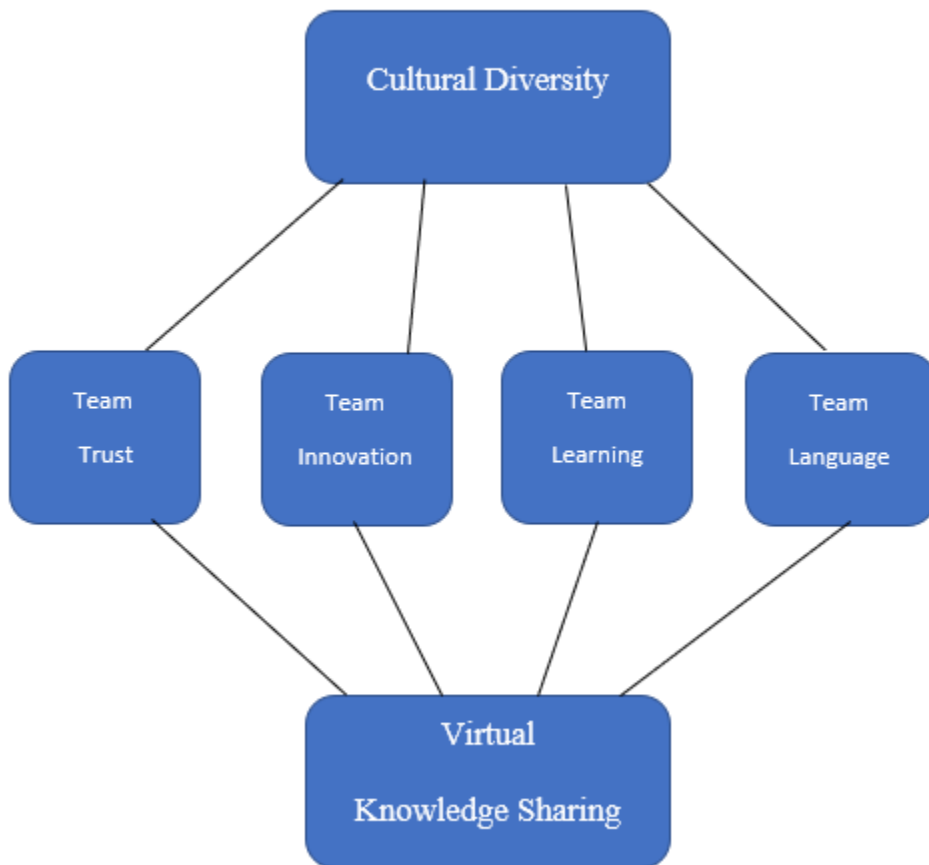 Cultural Diversity
Team
Trust
Team
Innovation
Team
Learning
Team
Language
Virtual
Knowledge Sharing